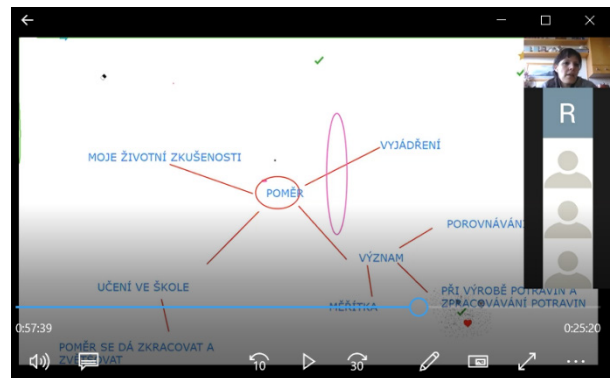 R
MOJE ŽIVOTNÍ ZKUŠENOSTI
VYJÁDŘENÍ
POMĚR
POROVNÁVÁN
VÝZNAM
UČENÍ VE ŠKOLE
MĚŘÍTKA
PŘI VÝROBĚ POTRAVIN A
ZPRACOVÁVÁNÍ POTRAVIN
0:57:39
0:25:20
POMĚR SE DÁ ZKRACOVAT A
ZVĚTŠOVAT
10
30